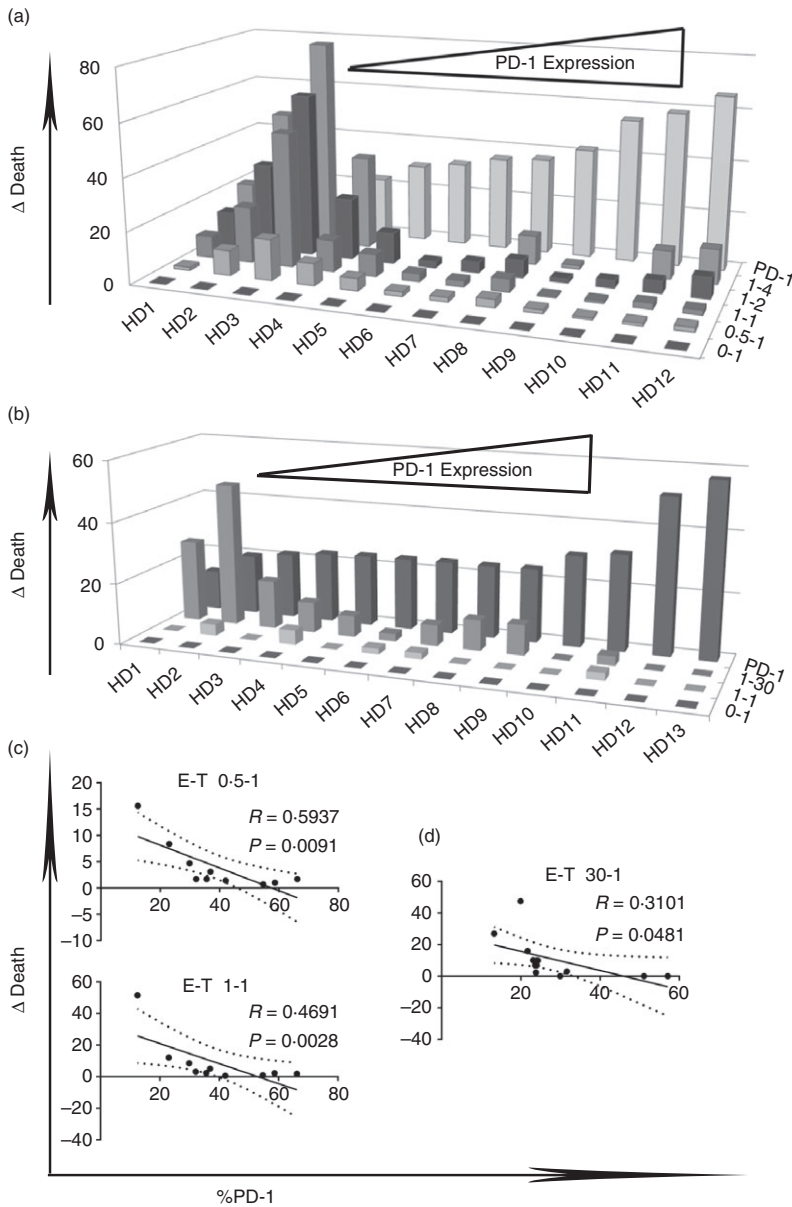 (a)
80
60
40
20
0
Δ Death
PD-1 Expression
HD1
HD2
HD3
HD4
HD5
HD6
HD7
HD8
HD9
HD10
HD11
HD12
PD-1
1-4
1-2
1-1
0·5-1
0-1
(b)
60
40
20
0
Δ Death
PD-1 Expression
HD1
HD2
HD3
HD4
HD5
HD6
HD7
HD8
HD9
HD10
HD11
HD12
HD13
PD-1
1-30
1-1
0-1
(c)
E-T 0·5-1
R = 0·5937
P = 0·0091
20
15
10
5
0
–5
–10
20 40 60 80
E-T 1-1
R = 0·4691
P = 0·0028
60
40
20
0
–20
–40
20 40 60 80
(d)
E-T 30-1
R = 0·3101
P = 0·0481
60
40
20
0
–20
–40
20 40 60
Δ Death
%PD-1